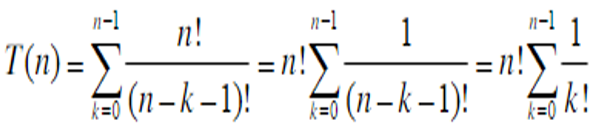 T(n) = \sum_{k=0}^{n-1} \frac{n!}{(n-k-1)!} = n! \sum_{k=0}^{n-1} \frac{1}{(n-k-1)!} = n! \sum_{k=0}^{n-1} \frac{1}{k!}